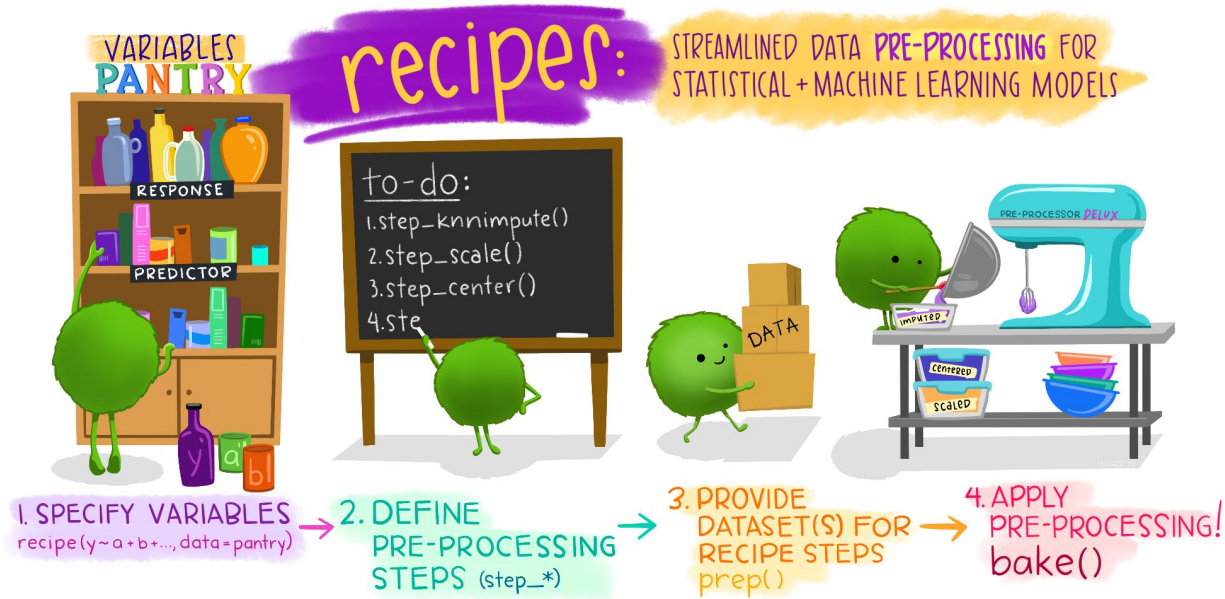 VARIABLES
PANTRY
recipes:
STREAMLINED DATA PRE-PROCESSING FOR
STATISTICAL + MACHINE LEARNING MODELS
RESPONSE
PREDICTOR
y
a
b
to-do:
1.step_knnimpute()
2.step_scale()
3.step_center()
4.ste
DATA
PRE-PROCESSOR DELUX
IMPUTED
CENTERED
SCALED
1. SPECIFY VARIABLES
recipe(y~a+b+..., data=pantry)
2. DEFINE
PRE-PROCESSING
STEPS (step_*)
3. PROVIDE
DATASET(S) FOR
RECIPE STEPS
prep()
4. APPLY
PRE-PROCESSING!
bake()